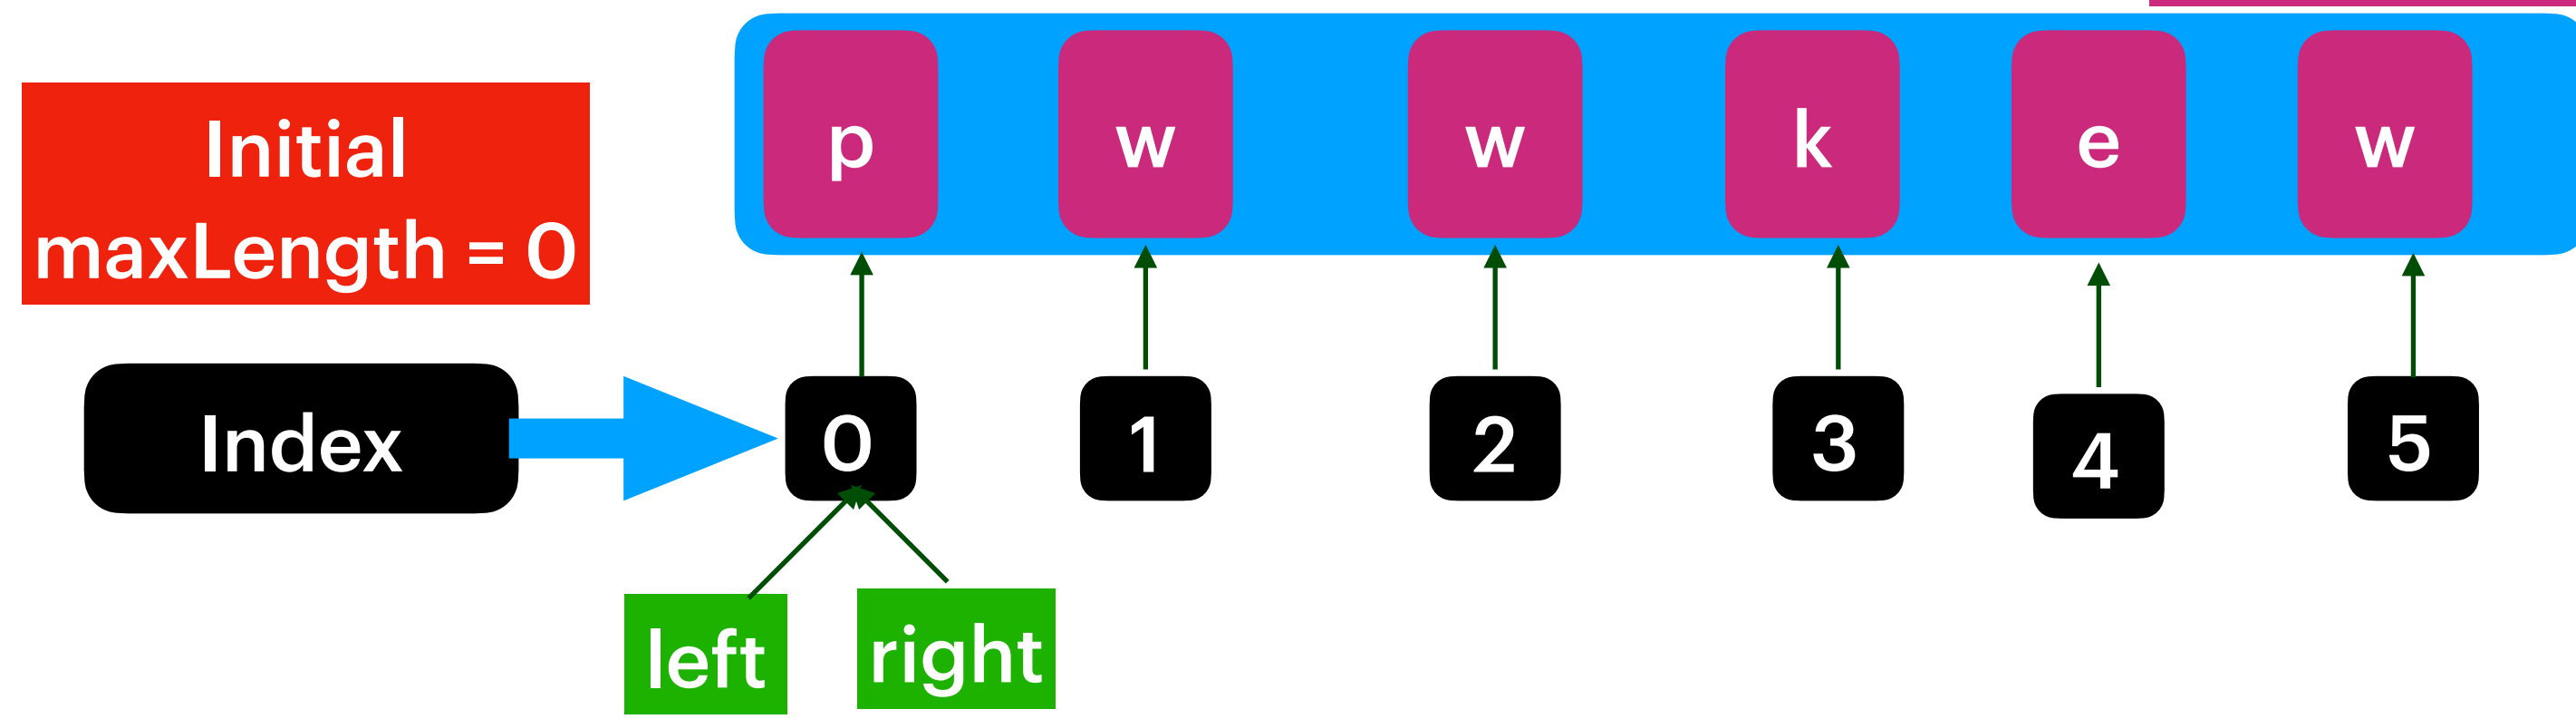 Initial
maxLength = 0
p w w k e w
Index
0 1 2 3 4 5
left right